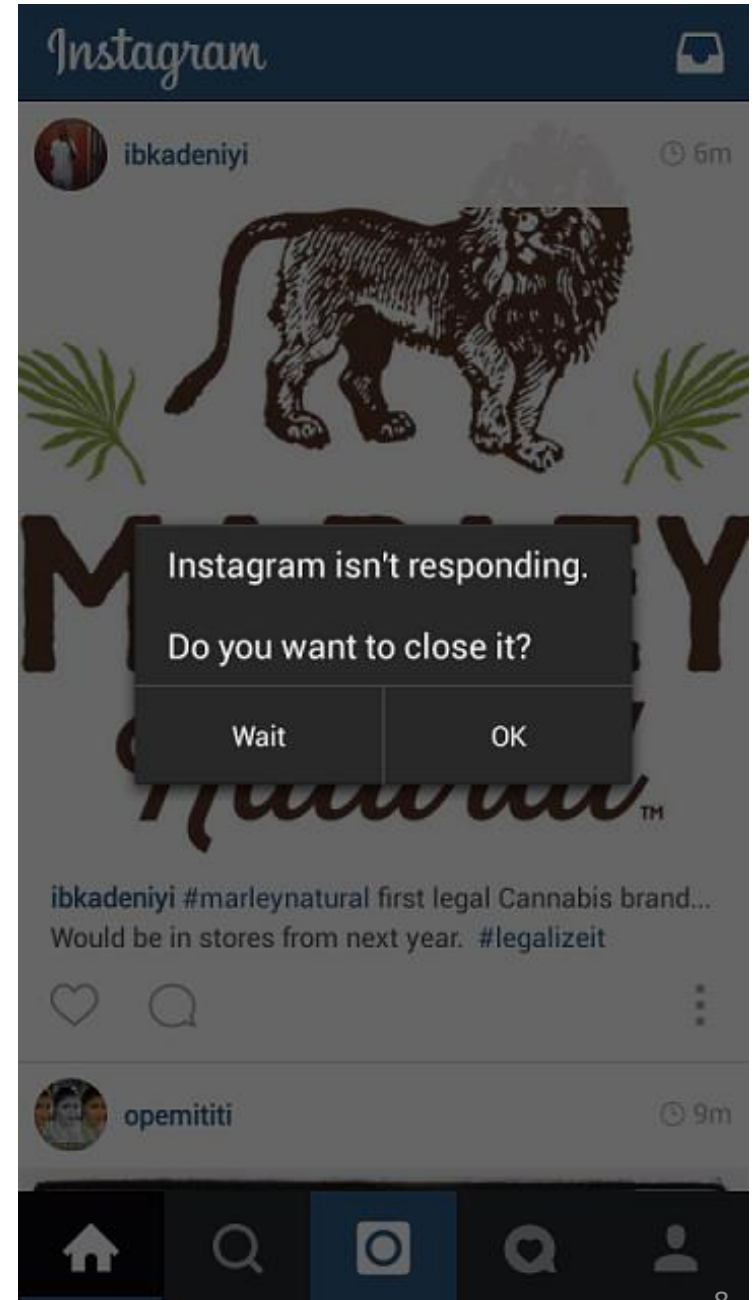 Instagram
ibkadeniyi 6m
Instagram isn't responding.
Do you want to close it?
Wait OK
TM
ibkadeniyi #marleynatural first legal Cannabis brand...
Would be in stores from next year. #legalizeit
opemititi 9m
8